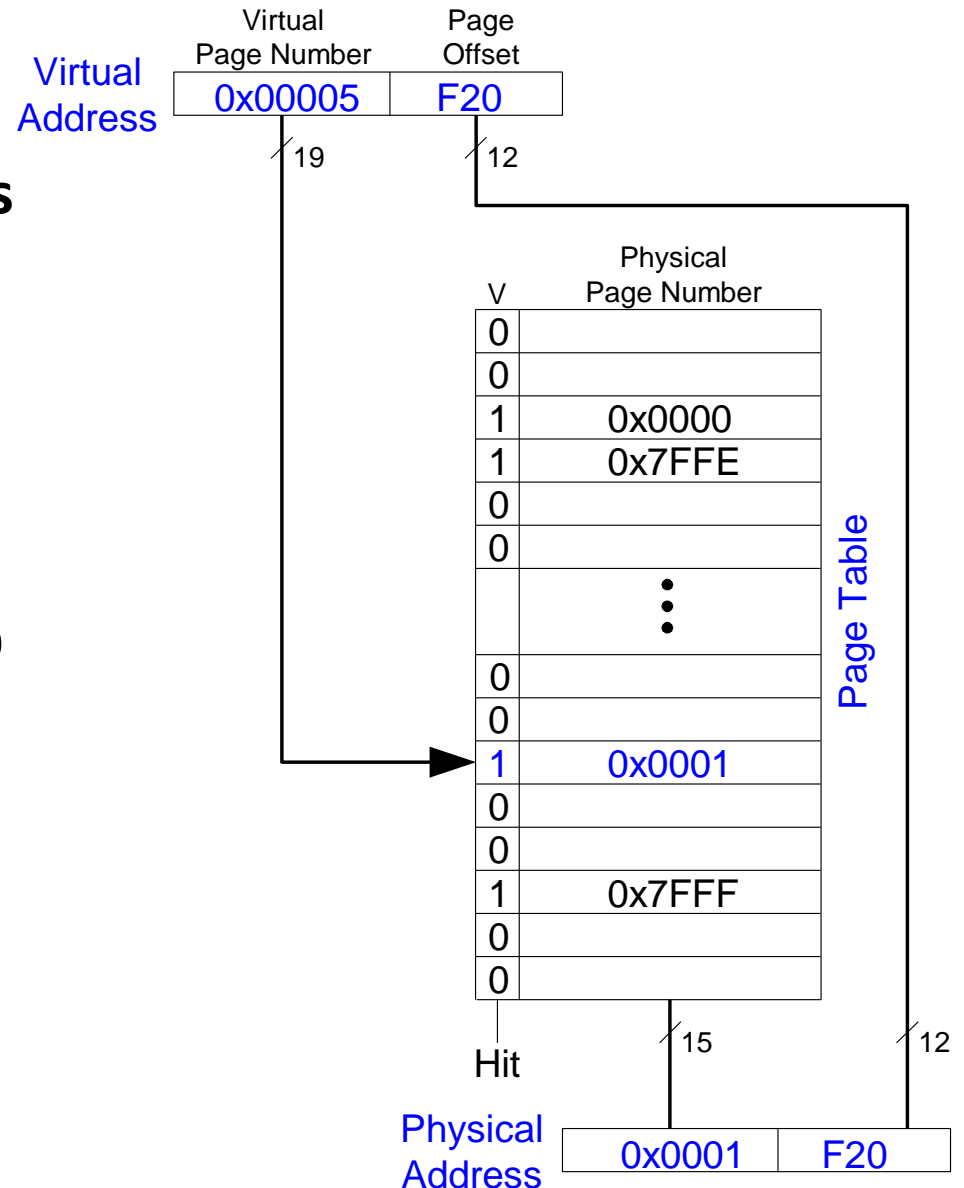 Virtual Page Number
Page Offset
Virtual Address
0x00005 F20
19 12
s
Physical Page Number
V
0
0
1 0x0000
1 0x7FFE
0
0
Page Table
0
)
0
1 0x0001
0
0
1 0x7FFF
0
0
Hit
15 12
Physical Address
0x0001 F20